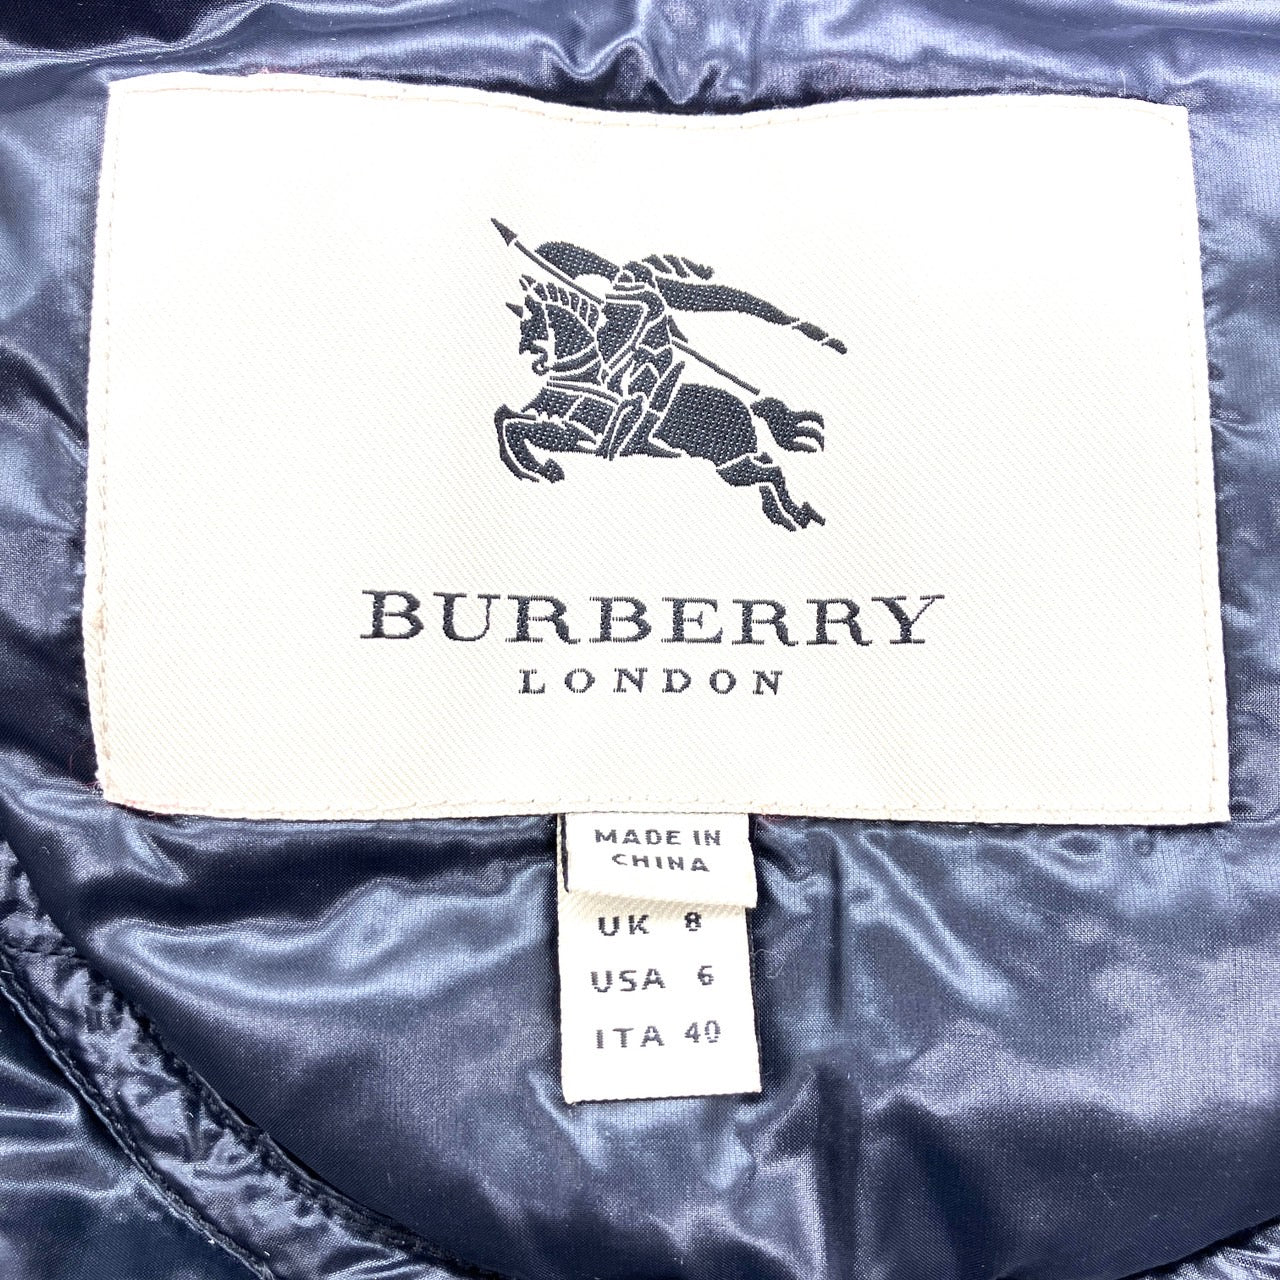 BURBERRY
LONDON
MADE IN
CHINA
UK 8
USA 6
ITA 40